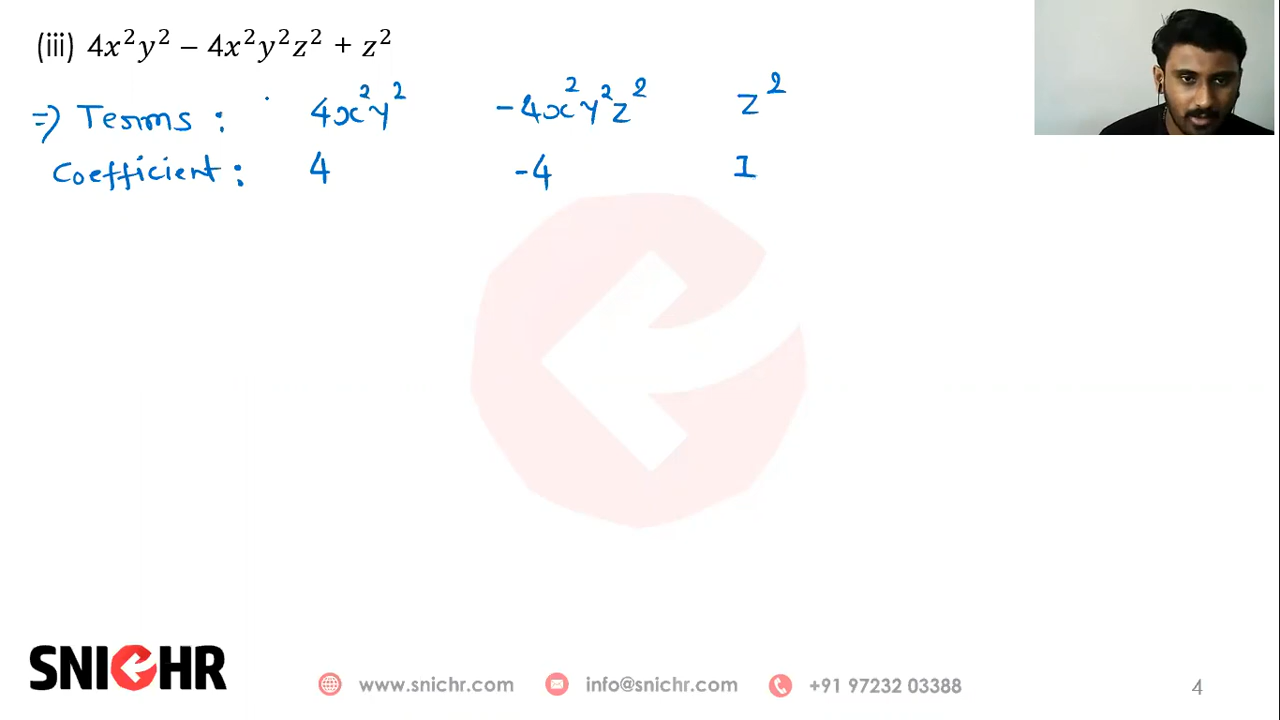 (iii) 4x²y² − 4x²y²z² + z²
⇒ Terms : 4x²y² -4x²y²z² z²
Coefficient : 4 -4 1
SNICHR
www.snichr.com info@snichr.com +91 97232 03388 4